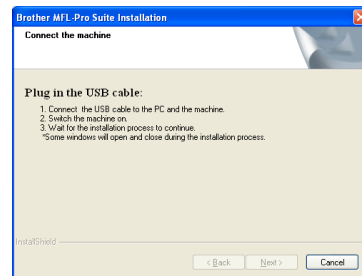 Brother MFL-Pro Suite Installation
Connect the machine
Plug in the USB cable:
1. Connect the USB cable to the PC and the machine.
2. Switch the machine on.
3. Wait for the installation process to continue.
*Some windows will open and close during the installation process.
InstallShield
< Back
Next >
Cancel